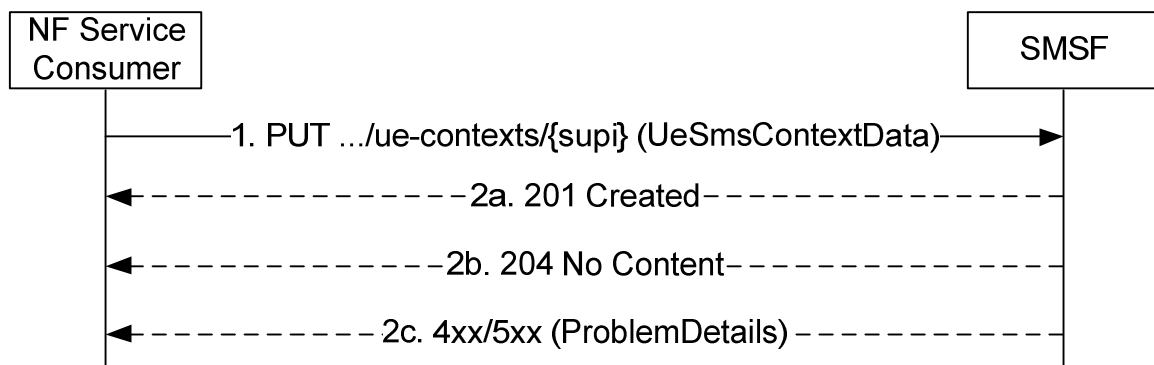 NF Service
Consumer
SMSF
1. PUT .../ue-contexts/{supi} (UeSmsContextData)
2a. 201 Created
2b. 204 No Content
2c. 4xx/5xx (ProblemDetails)